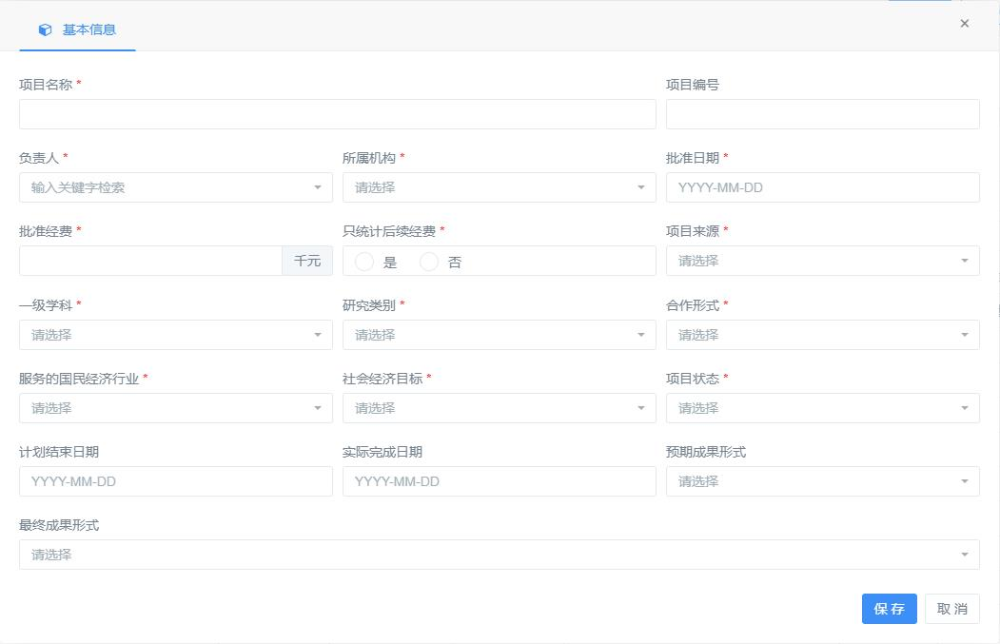 基本信息
×
项目名称 * 项目编号
负责人 * 所属机构 * 批准日期 *
输入关键字检索 请选择 YYYY-MM-DD
批准经费 * 只统计后续经费 * 项目来源 *
千元 是 否 请选择
一级学科 * 研究类别 * 合作形式 *
请选择 请选择 请选择
服务的国民经济行业 * 社会经济目标 * 项目状态 *
请选择 请选择 请选择
计划结束日期 实际完成日期 预期成果形式
YYYY-MM-DD YYYY-MM-DD 请选择
最终成果形式
请选择
保存 取消